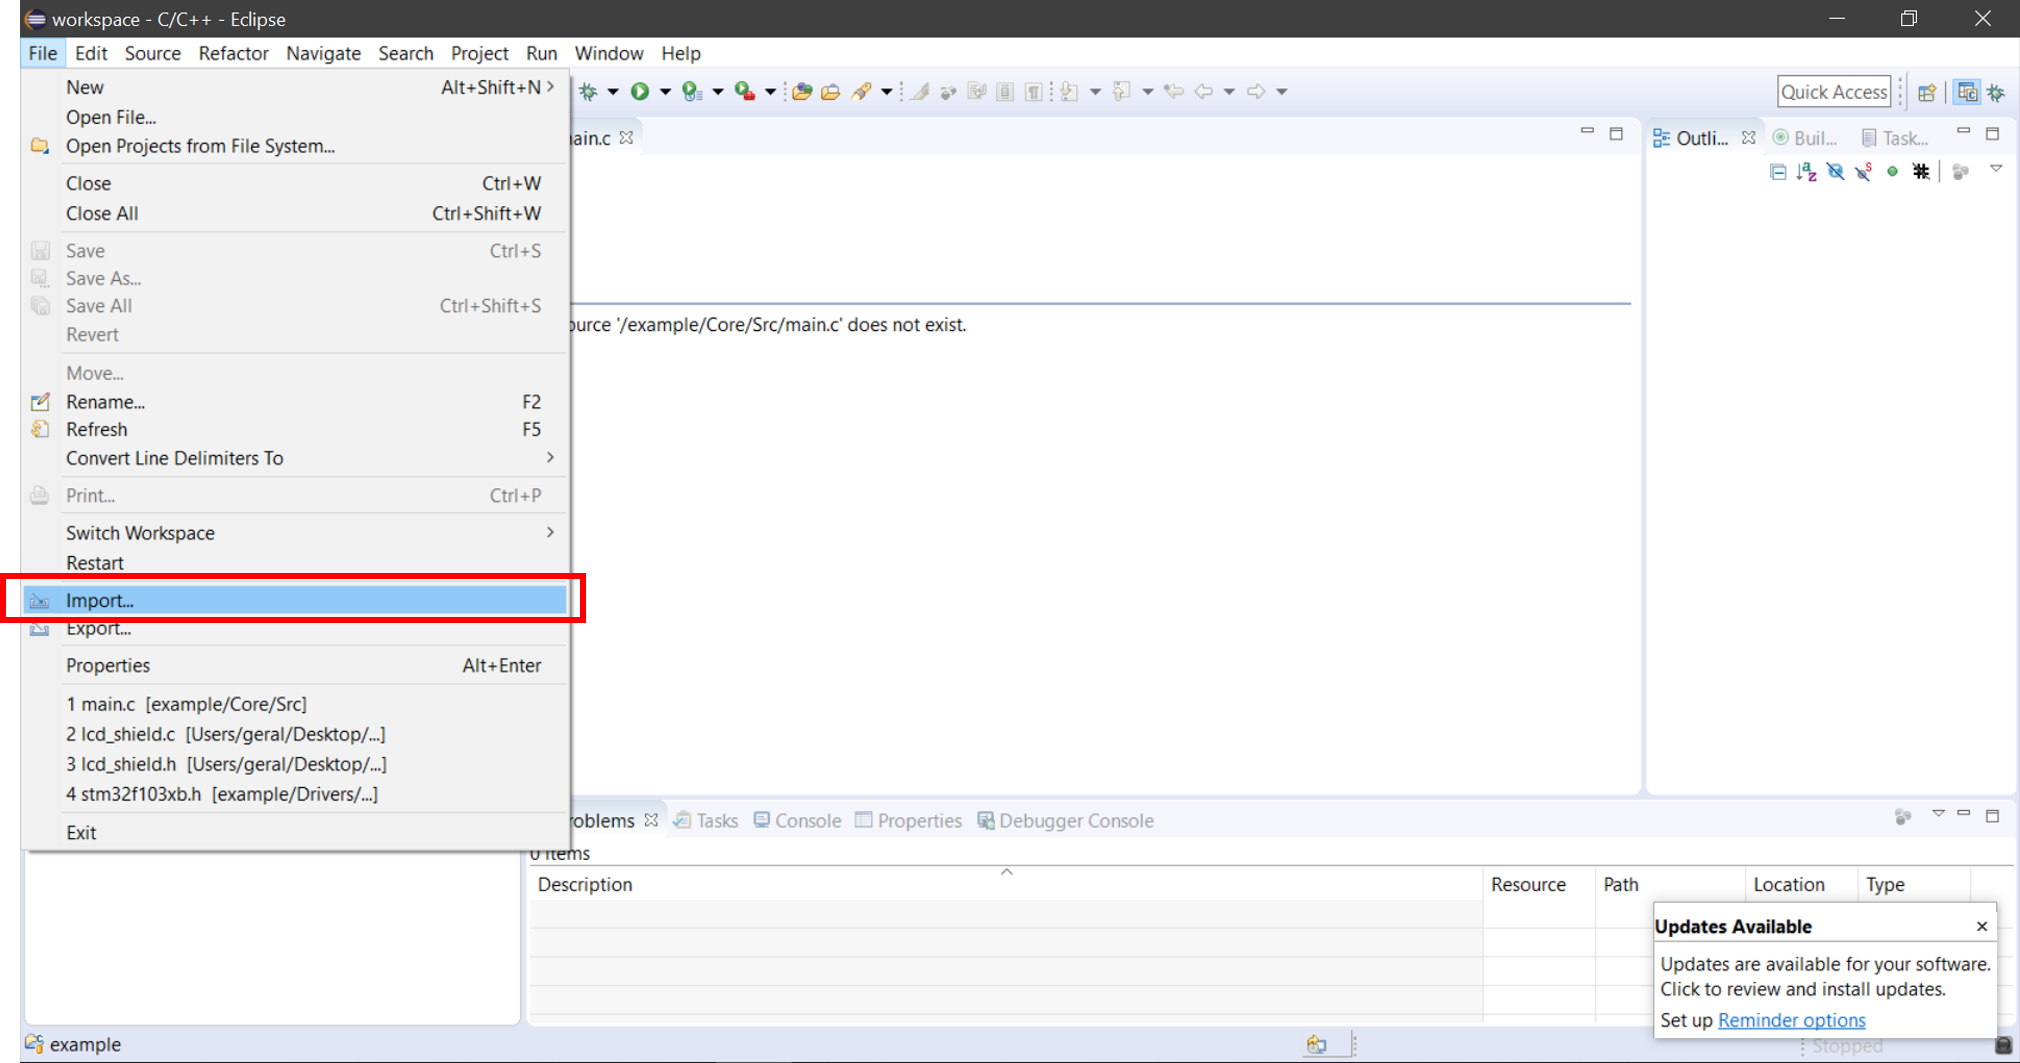 workspace - C/C++ - Eclipse
File Edit Source Refactor Navigate Search Project Run Window Help
New Alt+Shift+N
Open File...
Open Projects from File System...
Close Ctrl+W
Close All Ctrl+Shift+W
Save Ctrl+S
Save As...
Save All Ctrl+Shift+S
Revert
Move...
Rename... F2
Refresh F5
Convert Line Delimiters To
Print... Ctrl+P
Switch Workspace
Restart
Import...
Export...
Properties Alt+Enter
1 main.c [example/Core/Src]
2 lcd_shield.c [Users/geral/Desktop/...]
3 lcd_shield.h [Users/geral/Desktop/...]
4 stm32f103xb.h [example/Drivers/...]
Exit
Quick Access
ain.c
Outli... Buil... Task...
ource '/example/Core/Src/main.c' does not exist.
roblems Tasks Console Properties Debugger Console
0 items
Description Resource Path Location Type
Updates Available
Updates are available for your software.
Click to review and install updates.
Set up Reminder options
example
Stopped